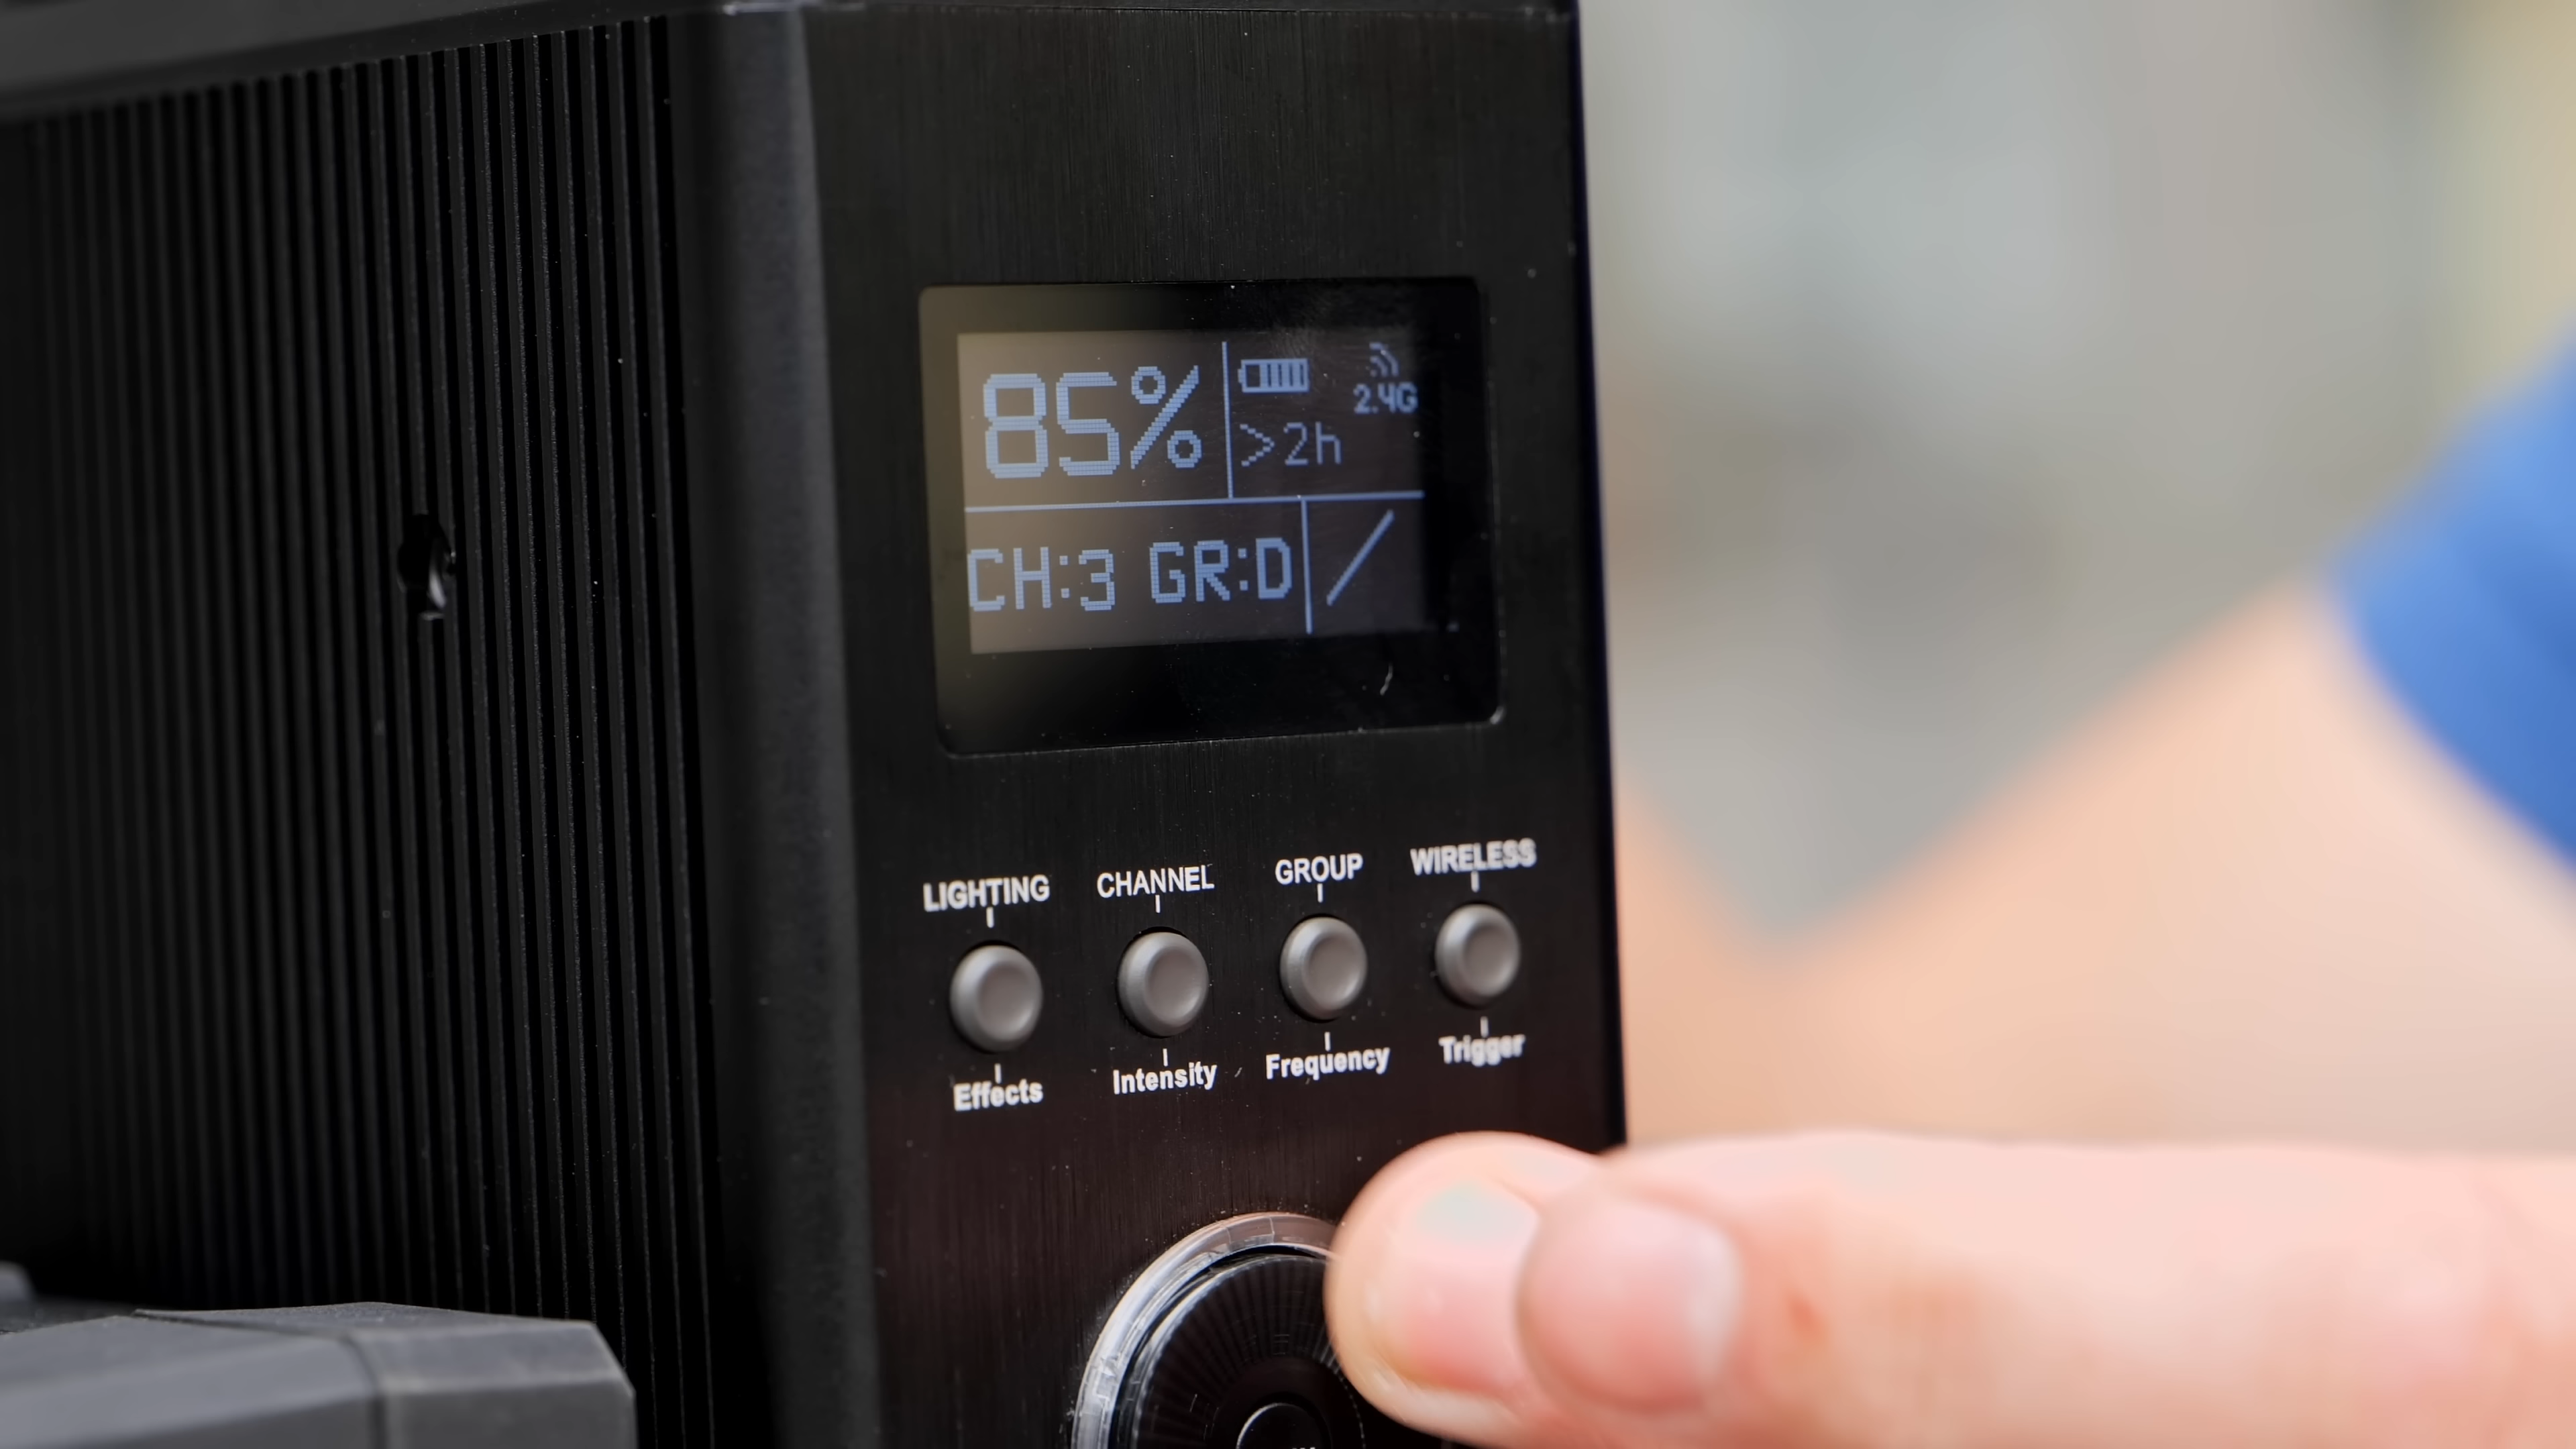 85%
2.4G
>2h
CH:3 GR:D /
LIGHTING CHANNEL GROUP WIRELESS
Effects Intensity Frequency Trigger